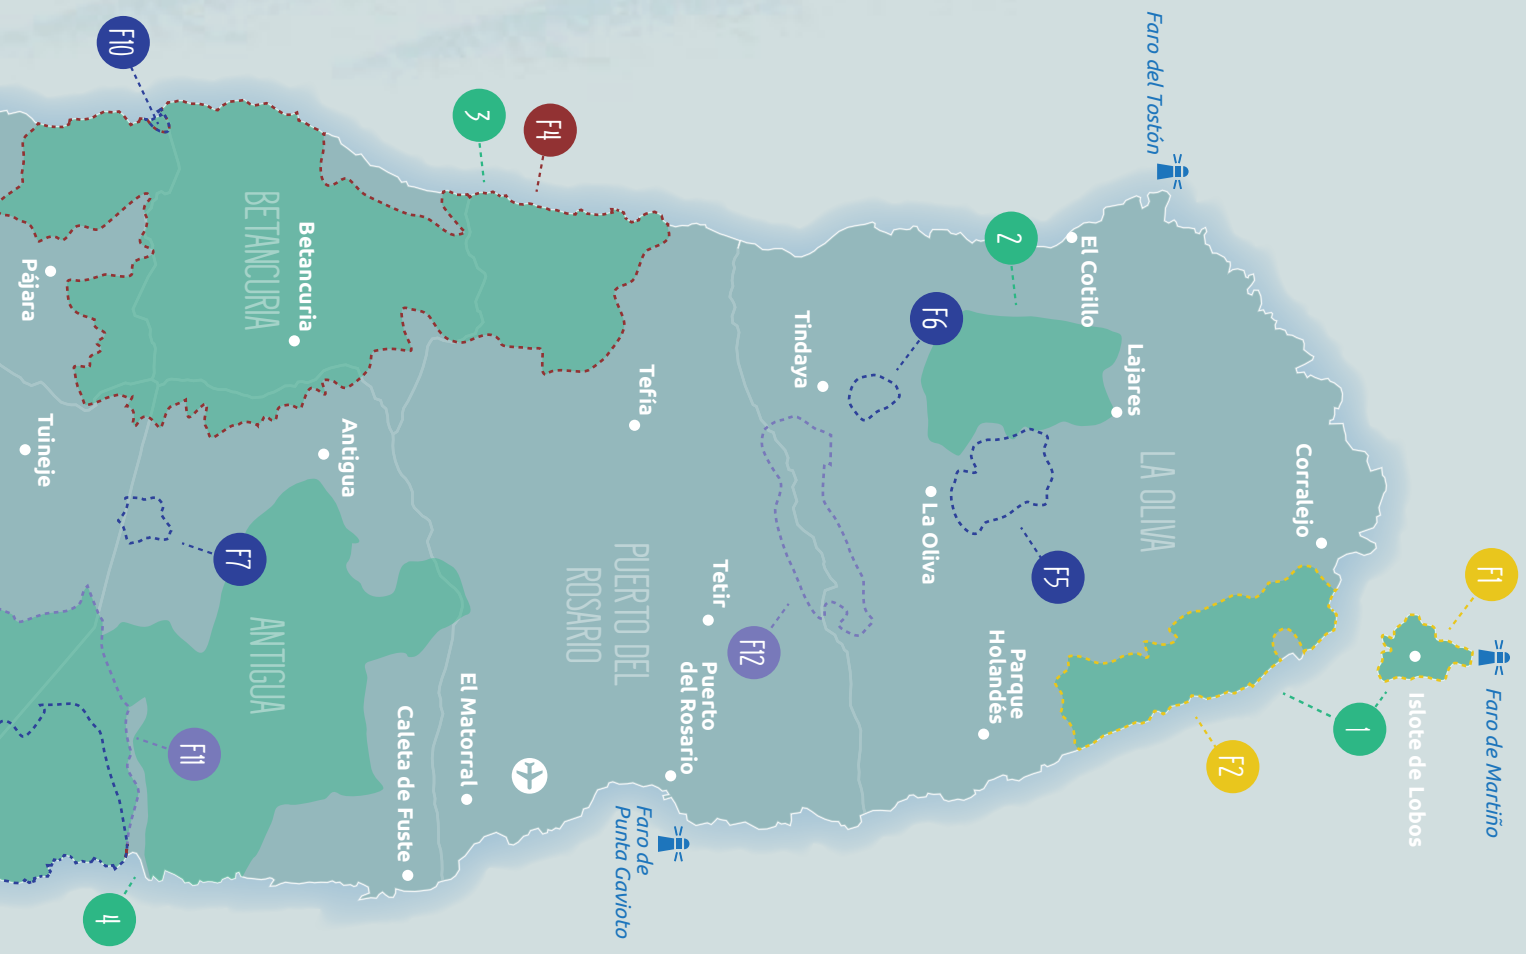 Faro de Martiño
F1
Islote de Lobos
1
Corralejo
F2
Faro del Tostón
LA OLIVA
Lajares
El Cotillo
F5
2
Parque
Holandés
F6
La Oliva
Tindaya
F12
Tetir
Puerto
del Rosario
Tefía
PUERTO DEL
ROSARIO
Faro de
Punta Gavioto
F4
3
El Matorral
Caleta de Fuste
Antigua
Betancuria
BETANCURIA
ANTIGUA
F7
F11
F10
4
Tuineje
Pájara